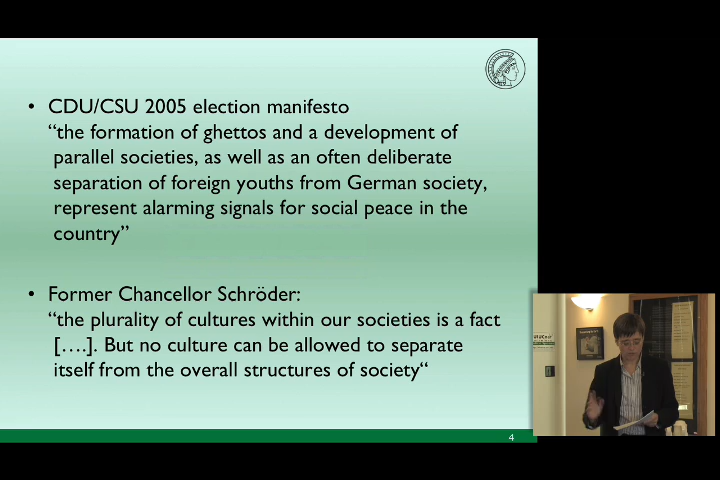 • CDU/CSU 2005 election manifesto
“the formation of ghettos and a development of
parallel societies, as well as an often deliberate
separation of foreign youths from German society,
represent alarming signals for social peace in the
country”
• Former Chancellor Schröder:
“the plurality of cultures within our societies is a fact
[….]. But no culture can be allowed to separate
itself from the overall structures of society“
4